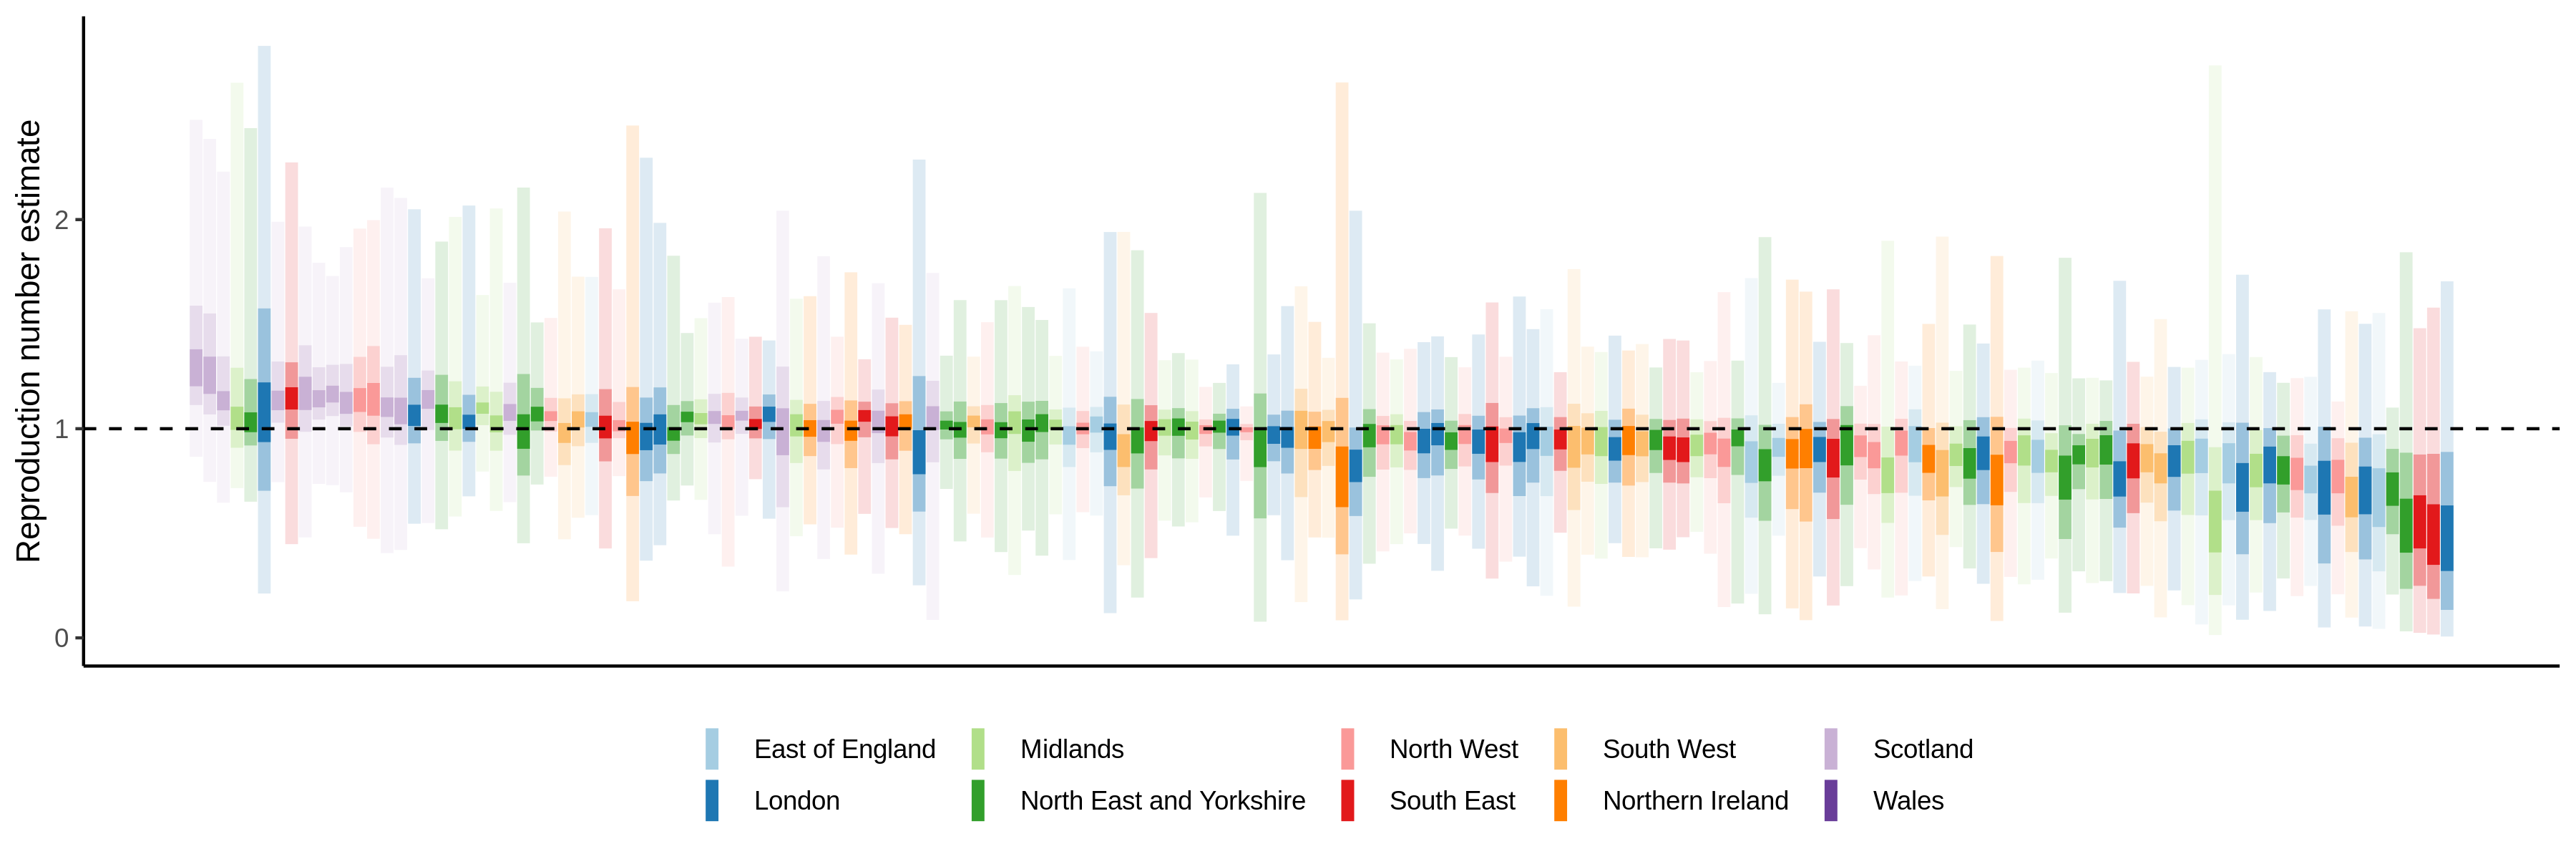 Reproduction number estimate
2
1
0
East of England
Midlands
North West
South West
Scotland
London
North East and Yorkshire
South East
Northern Ireland
Wales